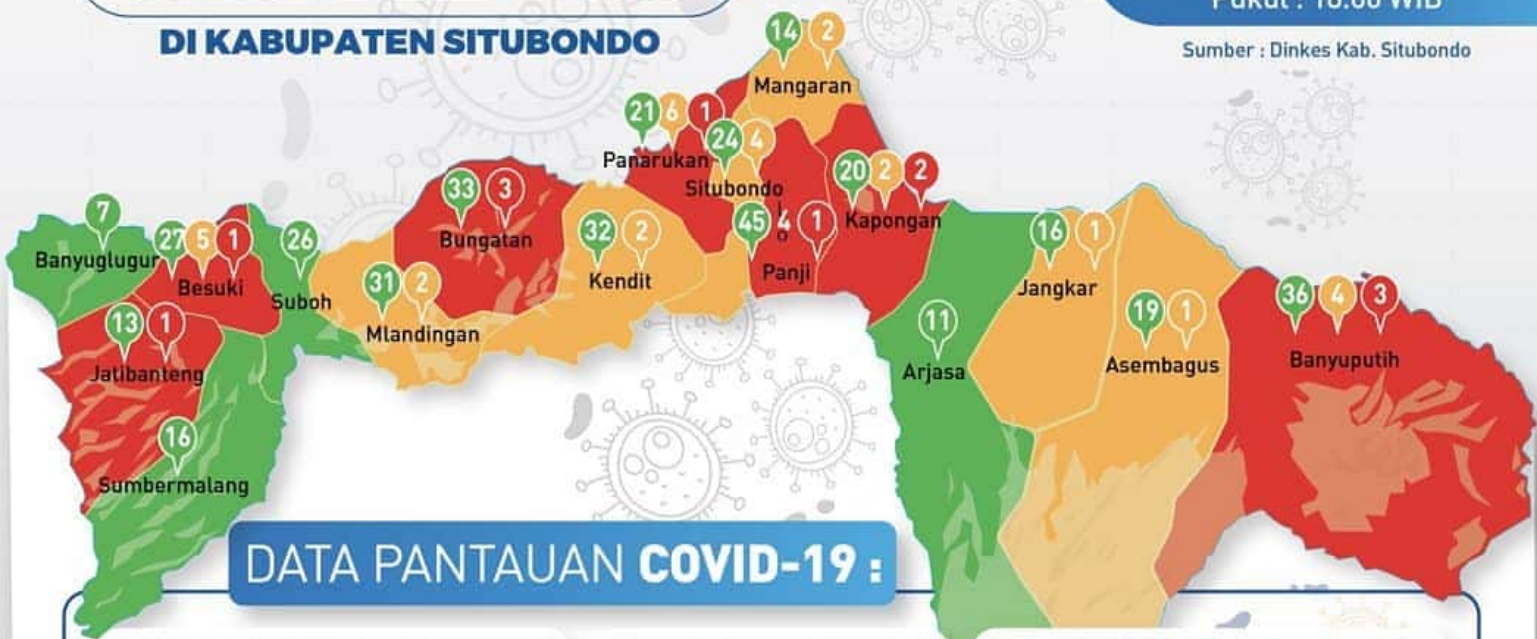 DI KABUPATEN SITUBONDO
Sumber : Dinkes Kab. Situbondo
14 2
Mangaran
21 6 1
Panarukan
24 4
Situbondo
20 2 2
Kapongan
33 3
Bungatan
32 2
Kendit
45 4 1
Panji
7
Banyuglugur
27 5 1
Besuki
26
Suboh
31 2
Mlandingan
13 1
Jatibanteng
16
Sumbermalang
16 1
Jangkar
11
Arjasa
19 1
Asembagus
36 4 3
Banyuputih
DATA PANTAUAN COVID-19 :